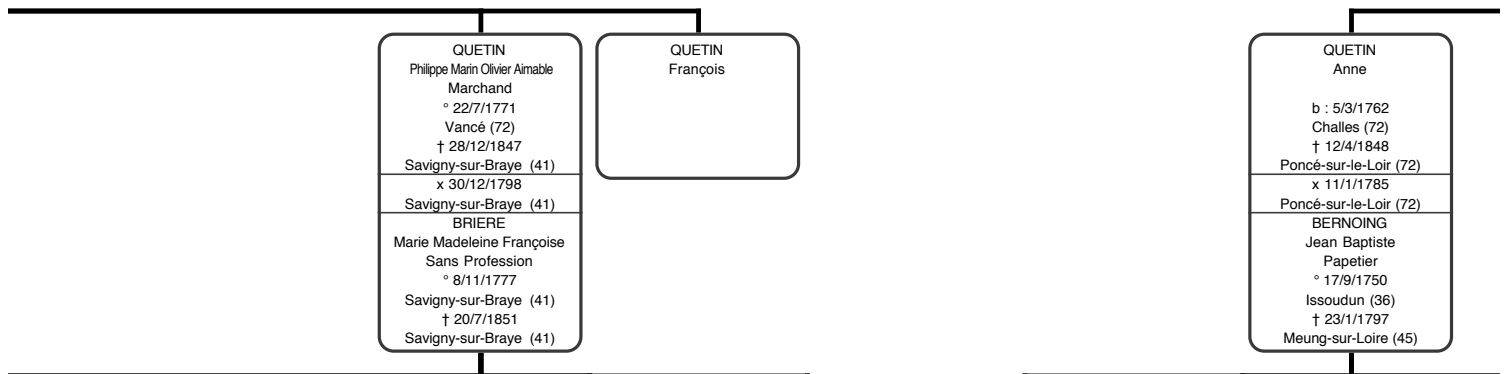 QUETIN
Philippe Marin Olivier Aimable
Marchand
° 22/7/1771
Vancé (72)
† 28/12/1847
Savigny-sur-Braye (41)
x 30/12/1798
Savigny-sur-Braye (41)
BRIERE
Marie Madeleine Françoise
Sans Profession
° 8/11/1777
Savigny-sur-Braye (41)
† 20/7/1851
Savigny-sur-Braye (41)
QUETIN
François
QUETIN
Anne
b : 5/3/1762
Challes (72)
† 12/4/1848
Poncé-sur-le-Loir (72)
x 11/1/1785
Poncé-sur-le-Loir (72)
BERNOING
Jean Baptiste
Papetier
° 17/9/1750
Issoudun (36)
† 23/1/1797
Meung-sur-Loire (45)